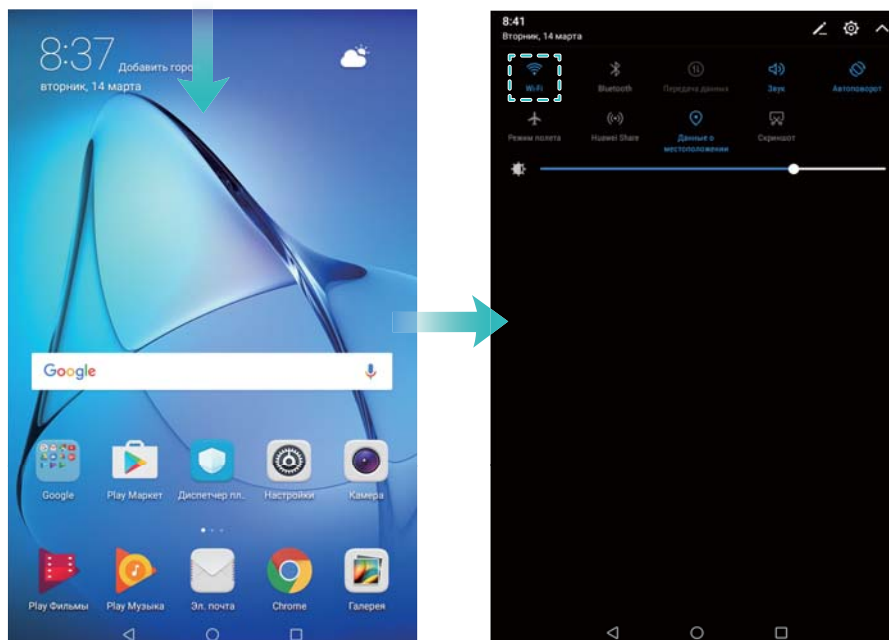 8:37
Добавить горо
вторник, 14 марта
Google
Google
Play Маркет
Диспетчер пл..
Настройки
Камера
Play Фильмы
Play Музыка
Эл. почта
Chrome
Галерея
8:41
Вторник, 14 марта
Wi-Fi
Bluetooth
Передача данных
Звук
Автоповорот
Режим полета
Huawei Share
Данные о
местоположении
Скриншот